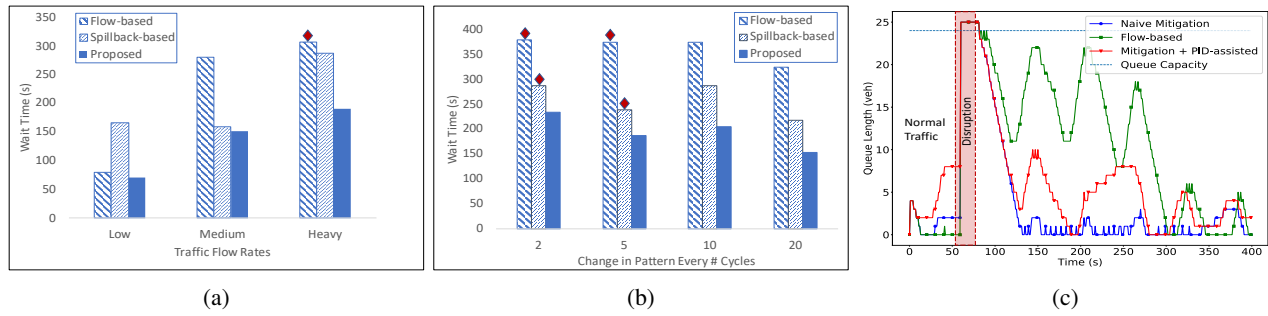 350
300
250
200
150
100
50
0
Wait Time (s)
Flow-based
Spillback-based
Proposed
Low
Medium
Heavy
Traffic Flow Rates
(a)
400
350
300
250
200
150
100
50
0
Wait Time (s)
Flow-based
Spillback-based
Proposed
2
5
10
20
Change in Pattern Every # Cycles
(b)
25
20
15
10
5
0
Queue Length (veh)
Naive Mitigation
Flow-based
Mitigation + PID-assisted
Queue Capacity
Normal
Traffic
Disruption
0
50
100
150
200
250
300
350
400
Time (s)
(c)